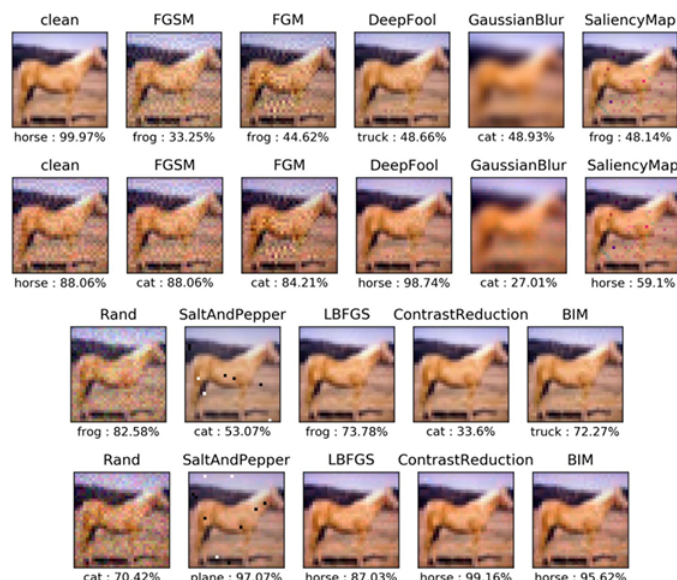 clean FGSM FGM DeepFool GaussianBlur SaliencyMap
horse : 99.97% frog : 33.25% frog : 44.62% truck : 48.66% cat : 48.93% frog : 48.14%
clean FGSM FGM DeepFool GaussianBlur SaliencyMap
horse : 88.06% cat : 88.06% cat : 84.21% horse : 98.74% cat : 27.01% horse : 59.1%
Rand SaltAndPepper LBFGS ContrastReduction BIM
frog : 82.58% cat : 53.07% frog : 73.78% cat : 33.6% truck : 72.27%
Rand SaltAndPepper LBFGS ContrastReduction BIM
cat : 70.42% plane : 97.07% horse : 87.03% horse : 99.16% horse : 95.62%